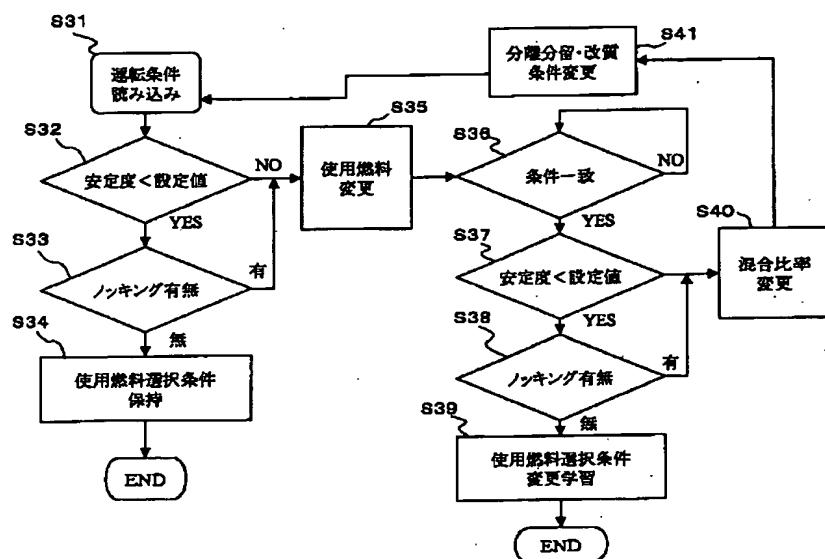 S31
運転条件
読み込み
S32
安定度<設定値
NO
YES
S33
ノッキング有無
有
無
S34
使用燃料選択条件
保持
END
S35
使用燃料
変更
S36
条件一致
NO
YES
S37
安定度<設定値
YES
S38
ノッキング有無
有
無
S39
使用燃料選択条件
変更学習
END
S40
混合比率
変更
S41
分離分留・改質
条件変更